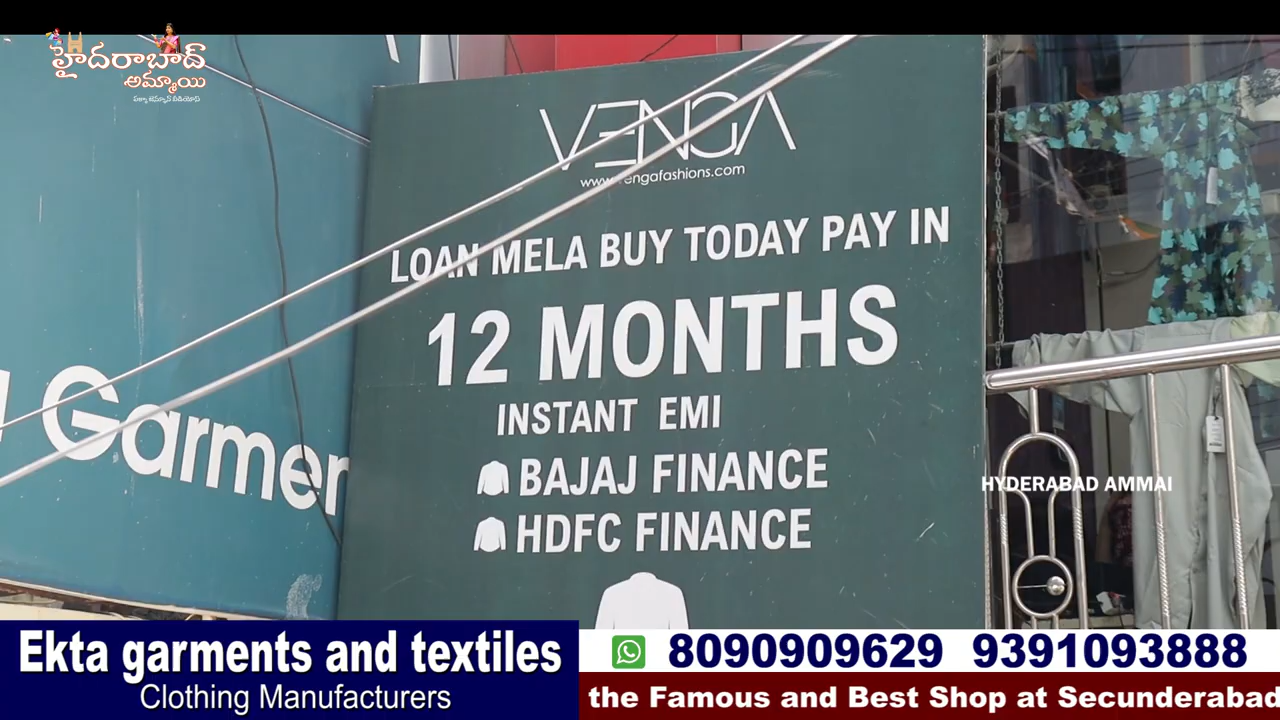 హైదరాబాద్
అమ్మాయి
VENGA
www.vengafashions.com
LOAN MELA BUY TODAY PAY IN
12 MONTHS
INSTANT EMI
BAJAJ FINANCE
HDFC FINANCE
Garmen
HYDERABAD AMMAI
Ekta garments and textiles
Clothing Manufacturers
8090909629 9391093888
the Famous and Best Shop at Secunderabad